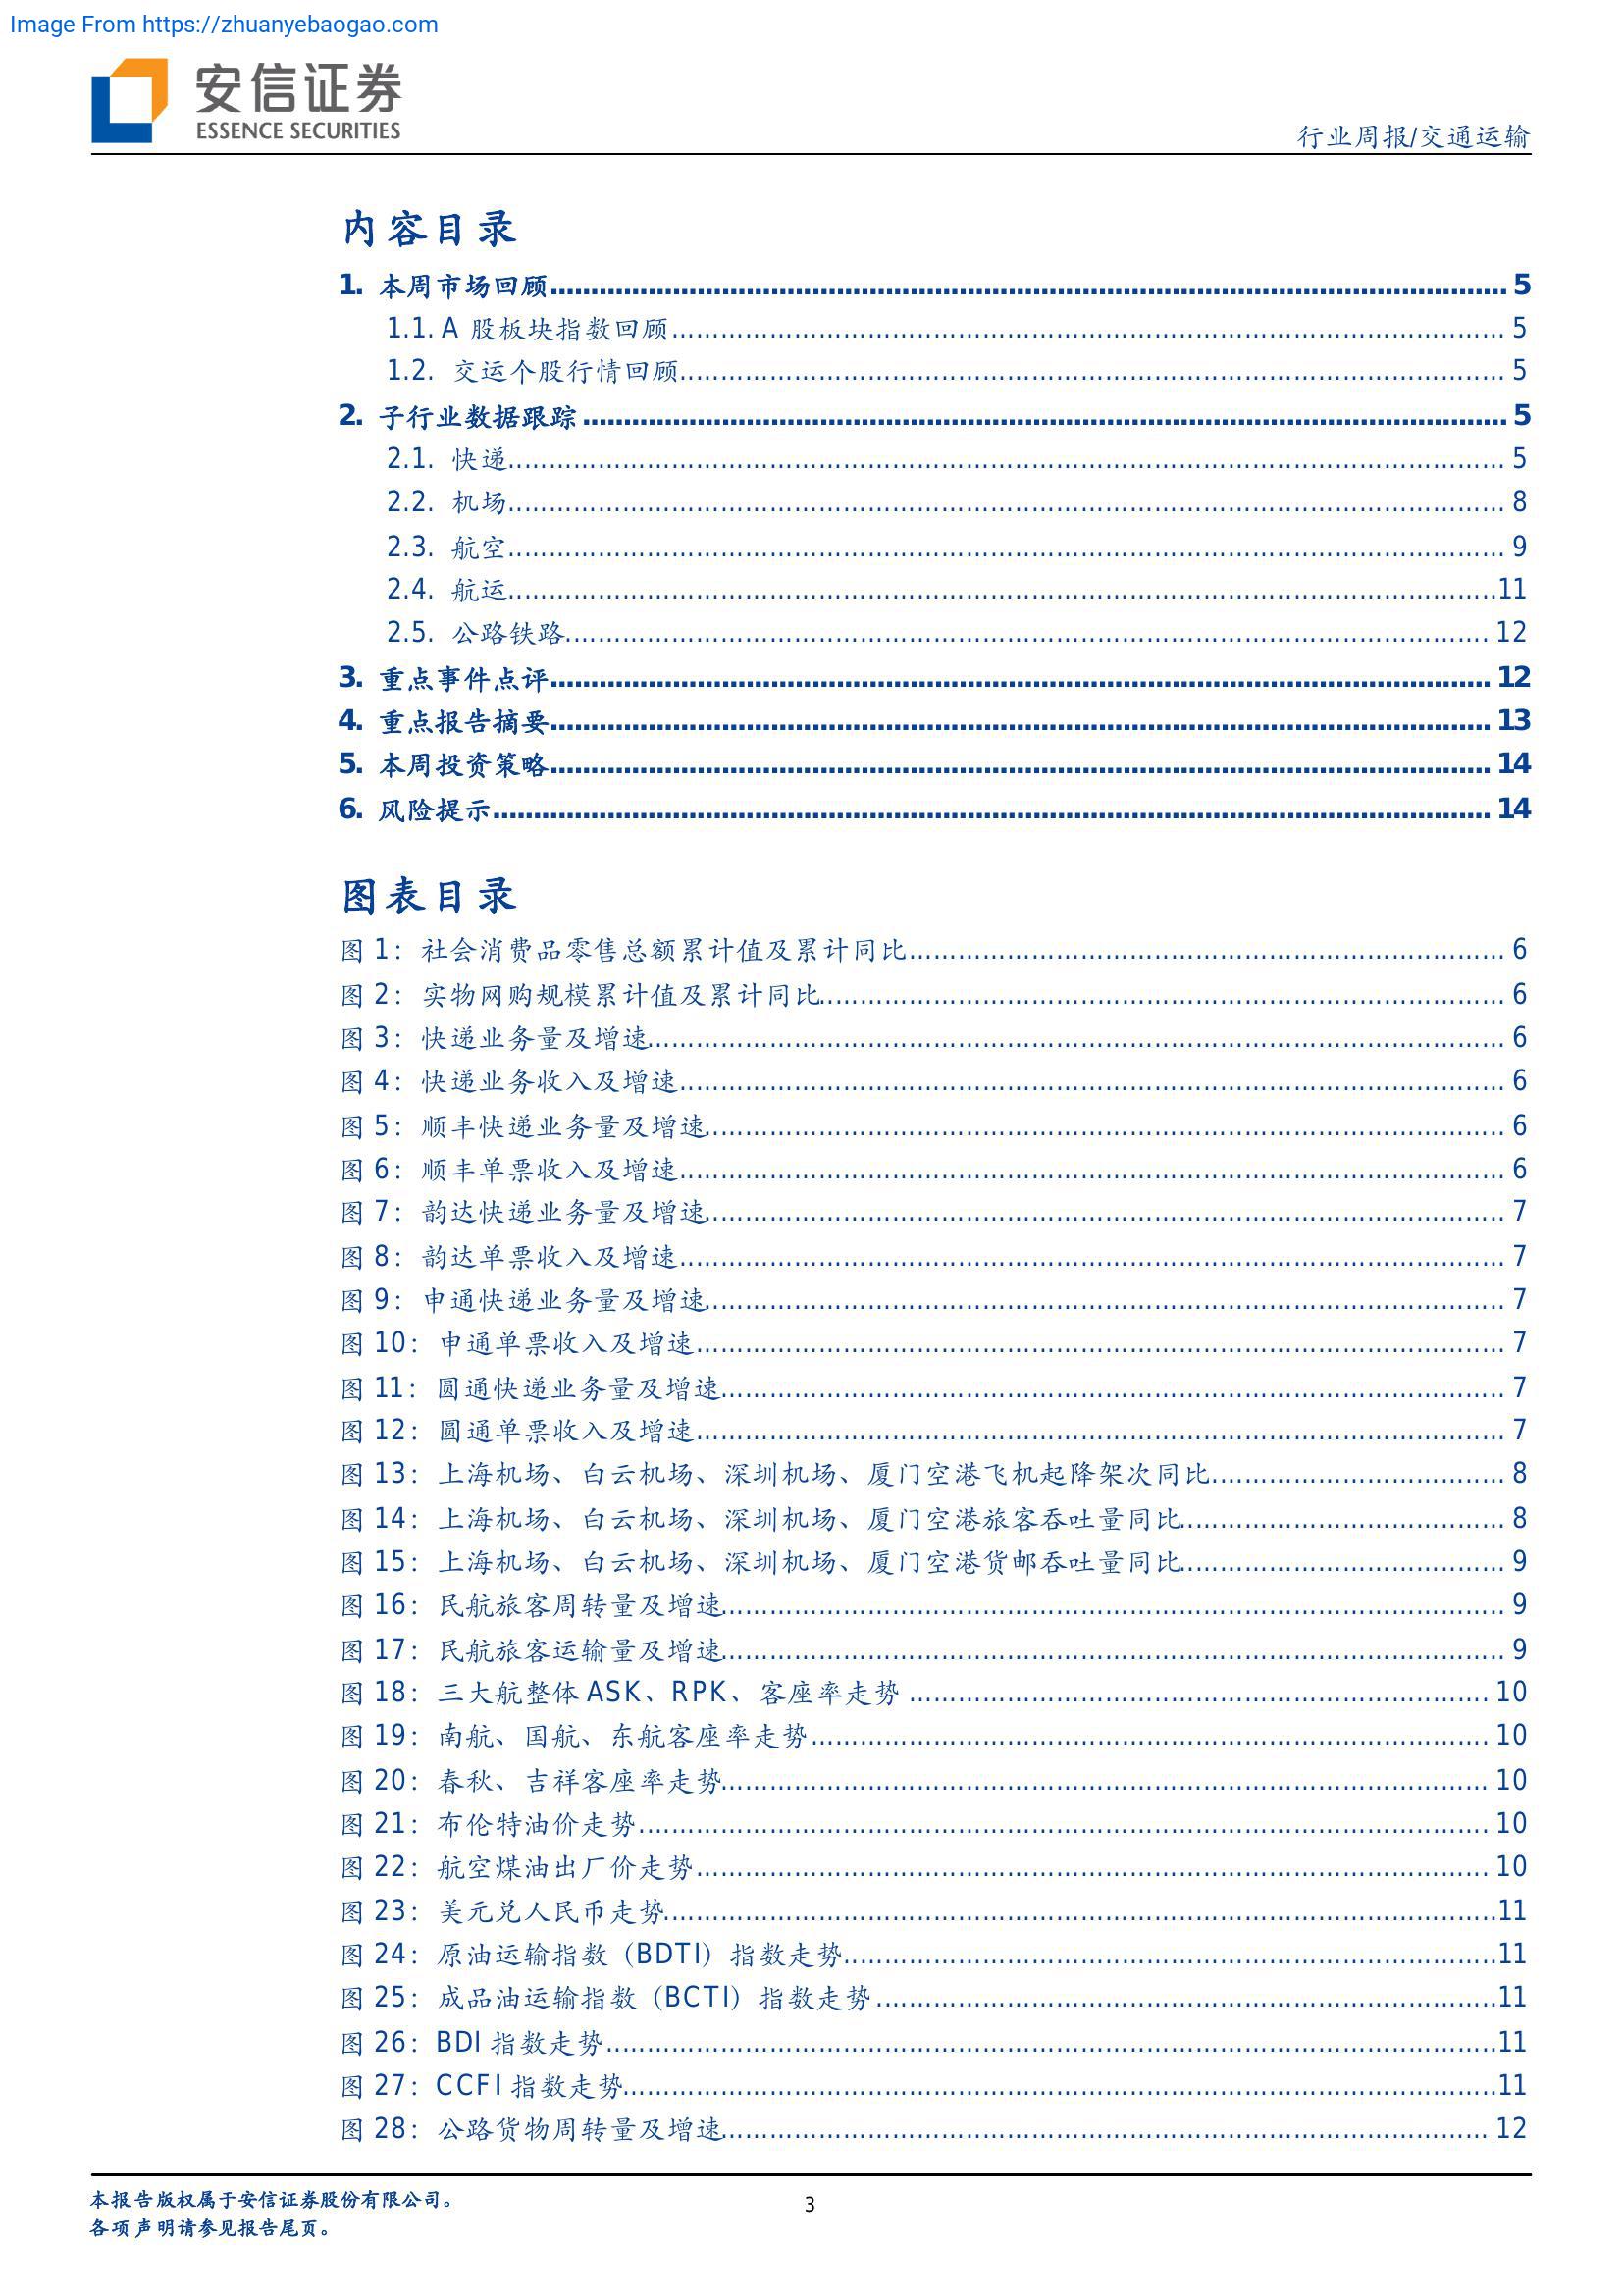 Image From https://zhuanyebaogao.com
安信证券
ESSENCE SECURITIES
行业周报/交通运输
内容目录
1. 本周市场回顾 5
1.1. A 股板块指数回顾 5
1.2. 交运个股行情回顾 5
2. 子行业数据跟踪 5
2.1. 快递 5
2.2. 机场 8
2.3. 航空 9
2.4. 航运 11
2.5. 公路铁路 12
3. 重点事件点评 12
4. 重点报告摘要 13
5. 本周投资策略 14
6. 风险提示 14
图表目录
图 1：社会消费品零售总额累计值及累计同比 6
图 2：实物网购规模累计值及累计同比 6
图 3：快递业务量及增速 6
图 4：快递业务收入及增速 6
图 5：顺丰快递业务量及增速 6
图 6：顺丰单票收入及增速 6
图 7：韵达快递业务量及增速 7
图 8：韵达单票收入及增速 7
图 9：申通快递业务量及增速 7
图 10：申通单票收入及增速 7
图 11：圆通快递业务量及增速 7
图 12：圆通单票收入及增速 7
图 13：上海机场、白云机场、深圳机场、厦门空港飞机起降架次同比 8
图 14：上海机场、白云机场、深圳机场、厦门空港旅客吞吐量同比 8
图 15：上海机场、白云机场、深圳机场、厦门空港货邮吞吐量同比 9
图 16：民航旅客周转量及增速 9
图 17：民航旅客运输量及增速 9
图 18：三大航整体 ASK、RPK、客座率走势 10
图 19：南航、国航、东航客座率走势 10
图 20：春秋、吉祥客座率走势 10
图 21：布伦特油价走势 10
图 22：航空煤油出厂价走势 10
图 23：美元兑人民币走势 11
图 24：原油运输指数（BDTI）指数走势 11
图 25：成品油运输指数（BCTI）指数走势 11
图 26：BDI 指数走势 11
图 27：CCFI 指数走势 11
图 28：公路货物周转量及增速 12
本报告版权属于安信证券股份有限公司。
3
各项声明请参见报告尾页。